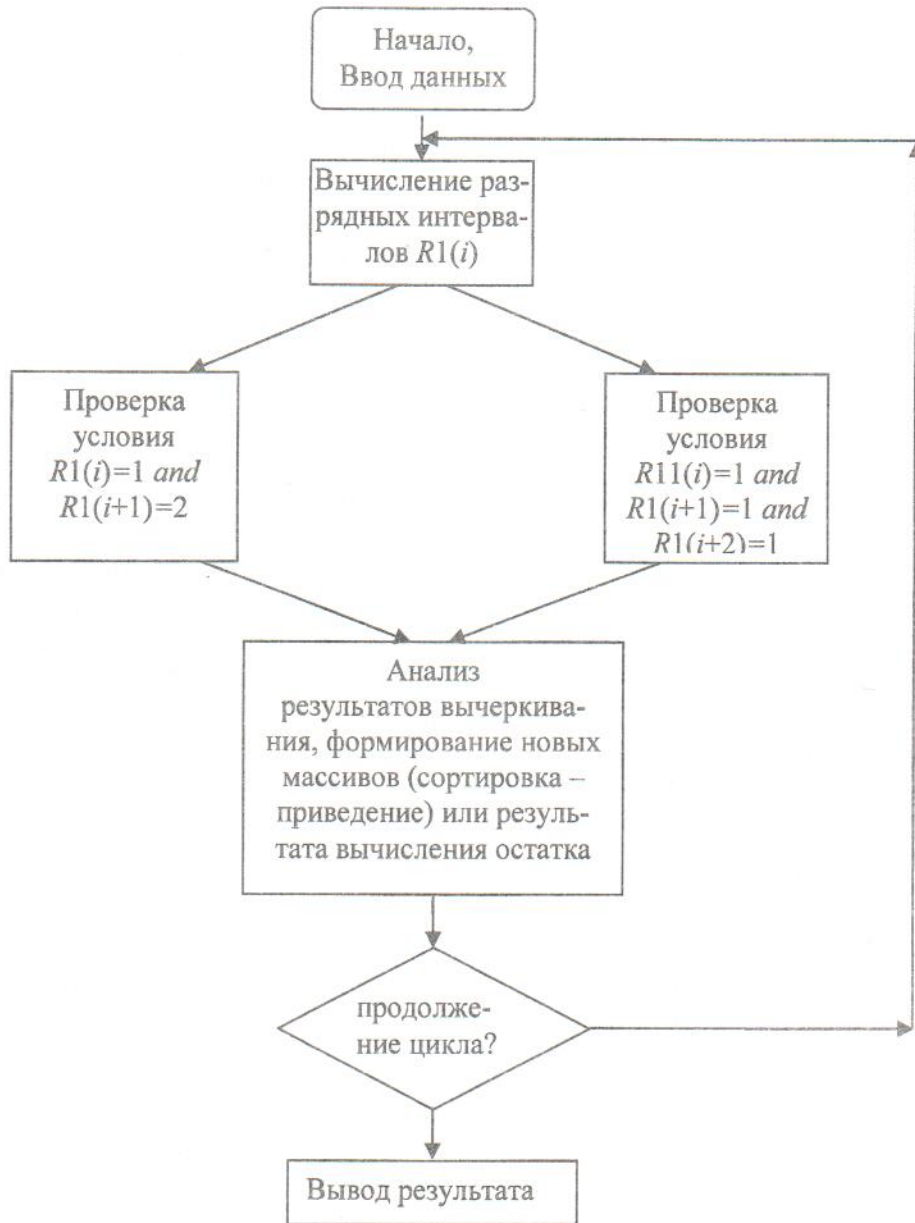 Начало,
Ввод данных
Вычисление раз-
рядных интерва-
лов R1(i)
Проверка
условия
R1(i)=1 and
R1(i+1)=2
Проверка
условия
R11(i)=1 and
R1(i+1)=1 and
R1(i+2)=1
Анализ
результатов вычеркива-
ния, формирование новых
массивов (сортировка –
приведение) или резуль-
тата вычисления остатка
продолже-
ние цикла?
Вывод результата